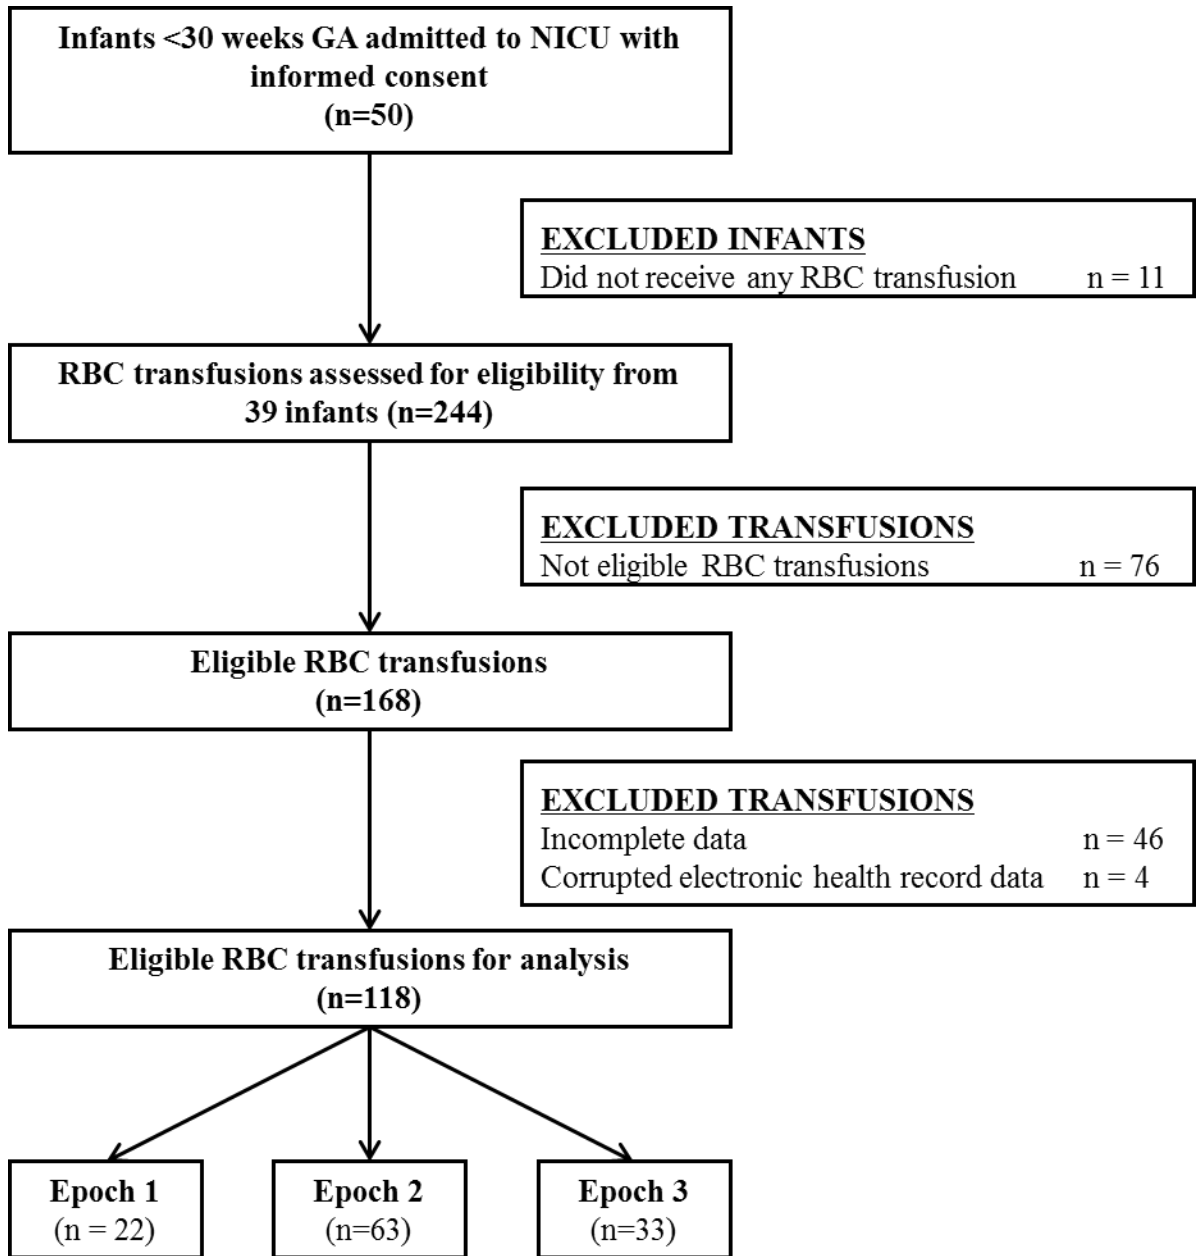 Infants <30 weeks GA admitted to NICU with
informed consent
(n=50)
EXCLUDED INFANTS
Did not receive any RBC transfusion n = 11
RBC transfusions assessed for eligibility from
39 infants (n=244)
EXCLUDED TRANSFUSIONS
Not eligible RBC transfusions n = 76
Eligible RBC transfusions
(n=168)
EXCLUDED TRANSFUSIONS
Incomplete data n = 46
Corrupted electronic health record data n = 4
Eligible RBC transfusions for analysis
(n=118)
Epoch 1
(n = 22)
Epoch 2
(n=63)
Epoch 3
(n=33)